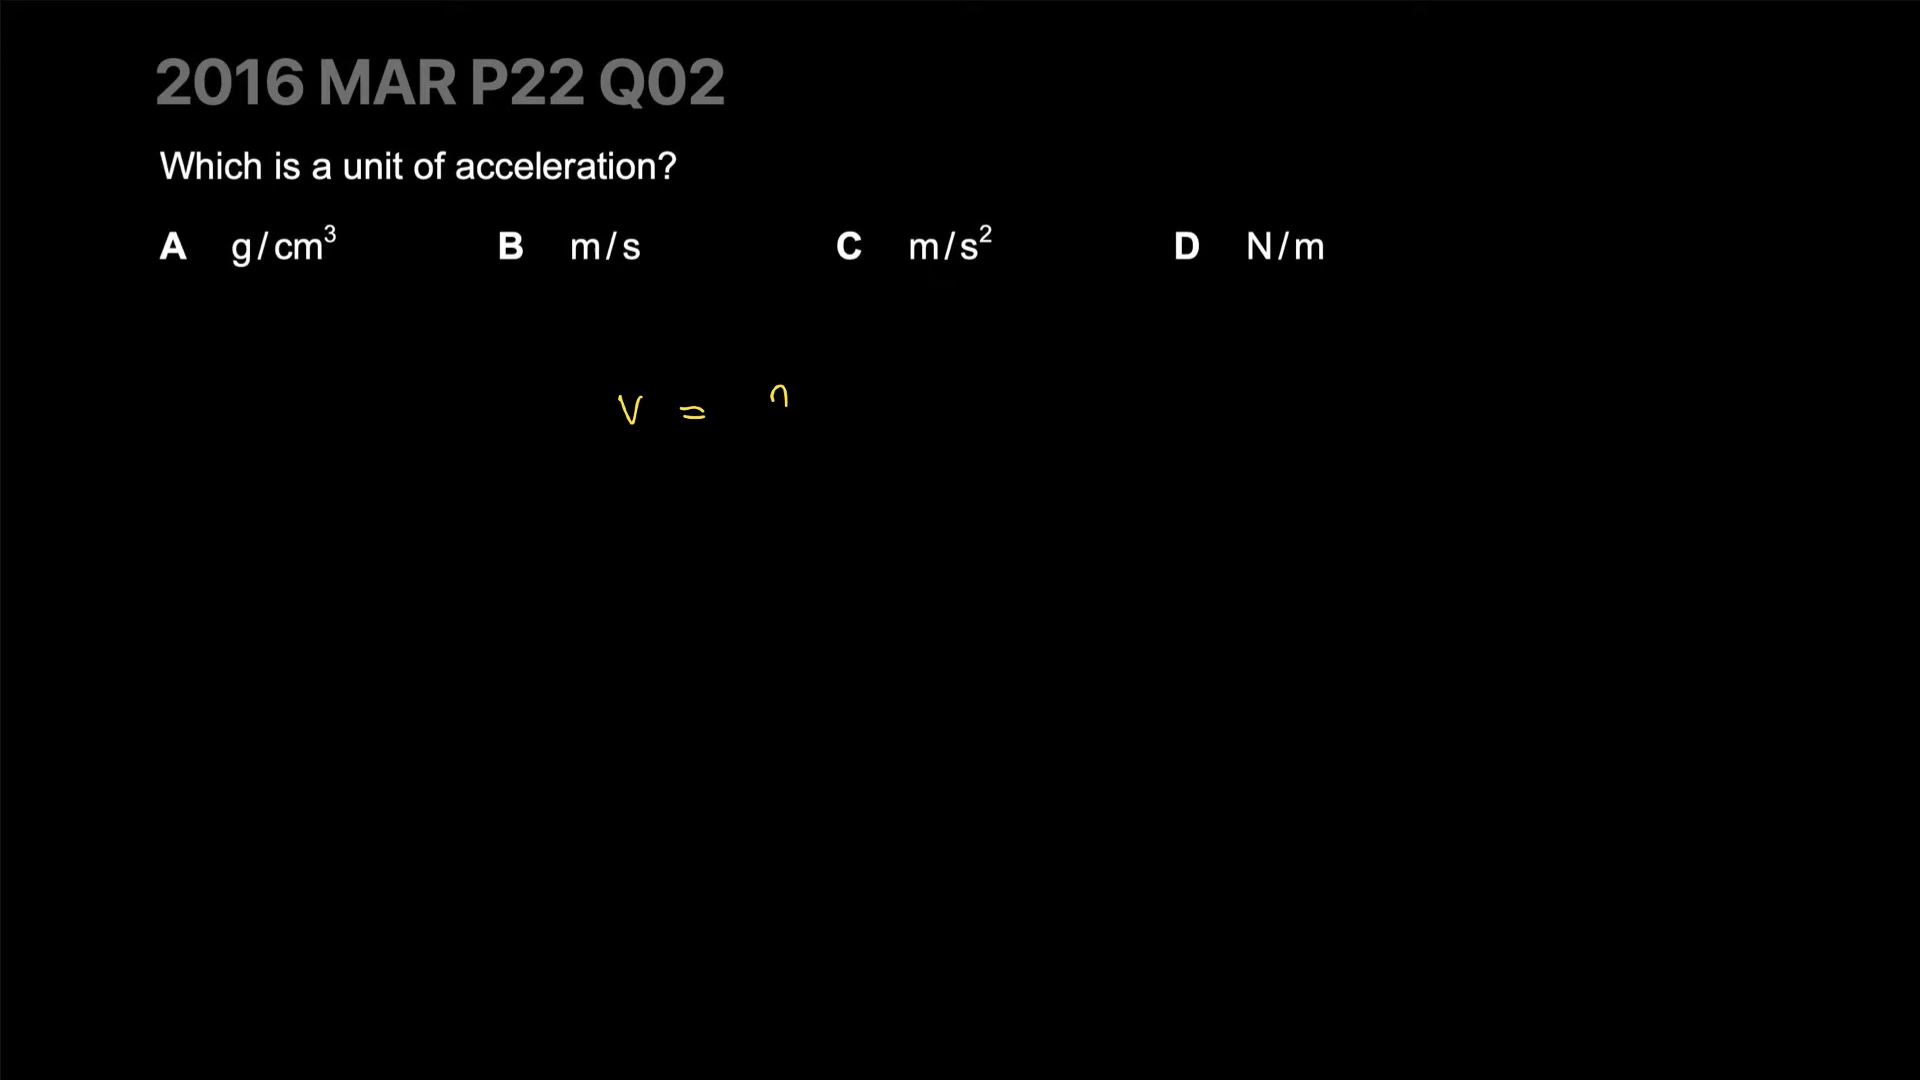 2016 MAR P22 Q02
Which is a unit of acceleration?
A g/cm³ B m/s C m/s² D N/m
v =